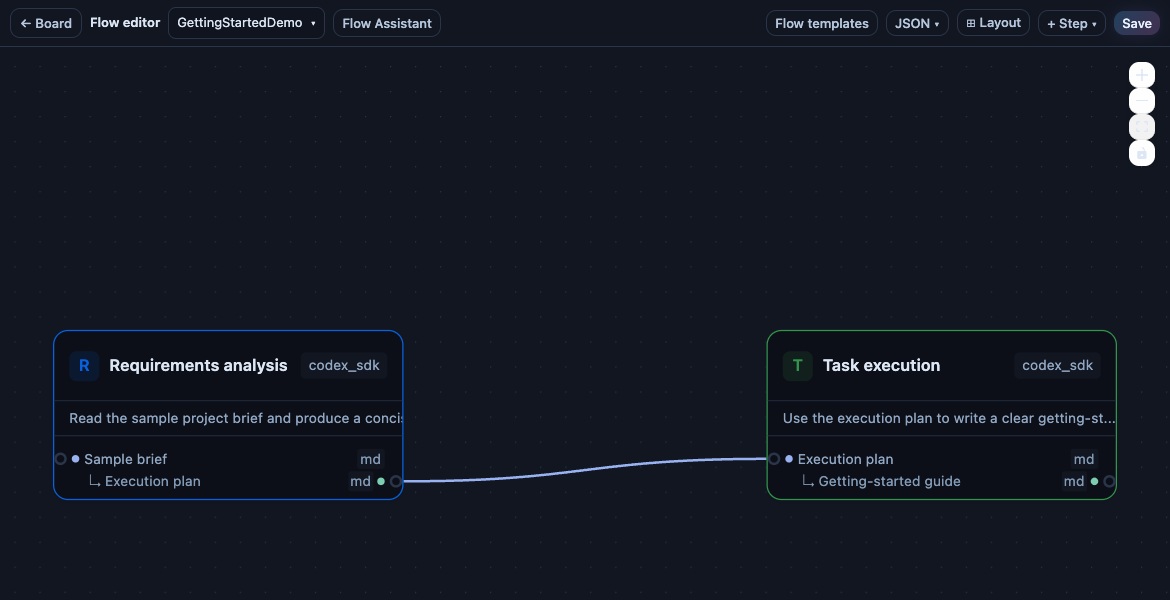 ← Board Flow editor GettingStartedDemo ▾ Flow Assistant Flow templates JSON ▾ ⊞ Layout + Step ▾ Save
R Requirements analysis codex_sdk
Read the sample project brief and produce a concis
Sample brief md
Execution plan md
T Task execution codex_sdk
Use the execution plan to write a clear getting-st...
Execution plan md
Getting-started guide md